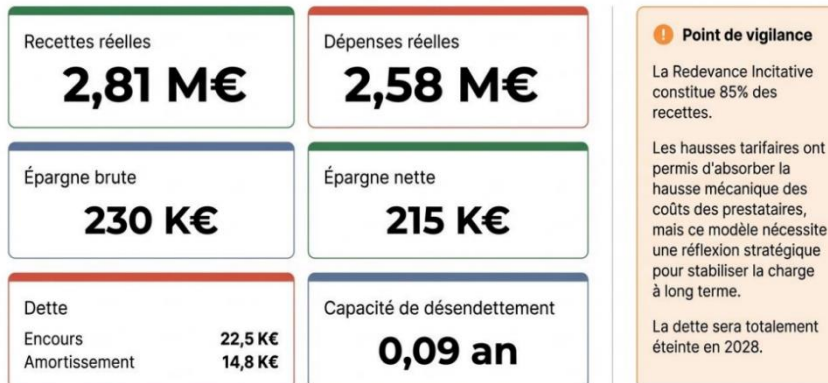 Recettes réelles
2,81 M€
Dépenses réelles
2,58 M€
Épargne brute
230 K€
Épargne nette
215 K€
Dette
Encours 22,5 K€
Amortissement 14,8 K€
Capacité de désendettement
0,09 an
! Point de vigilance
La Redevance Incitative
constitue 85% des
recettes.
Les hausses tarifaires ont
permis d'absorber la
hausse mécanique des
coûts des prestataires,
mais ce modèle nécessite
une réflexion stratégique
pour stabiliser la charge
à long terme.
La dette sera totalement
éteinte en 2028.